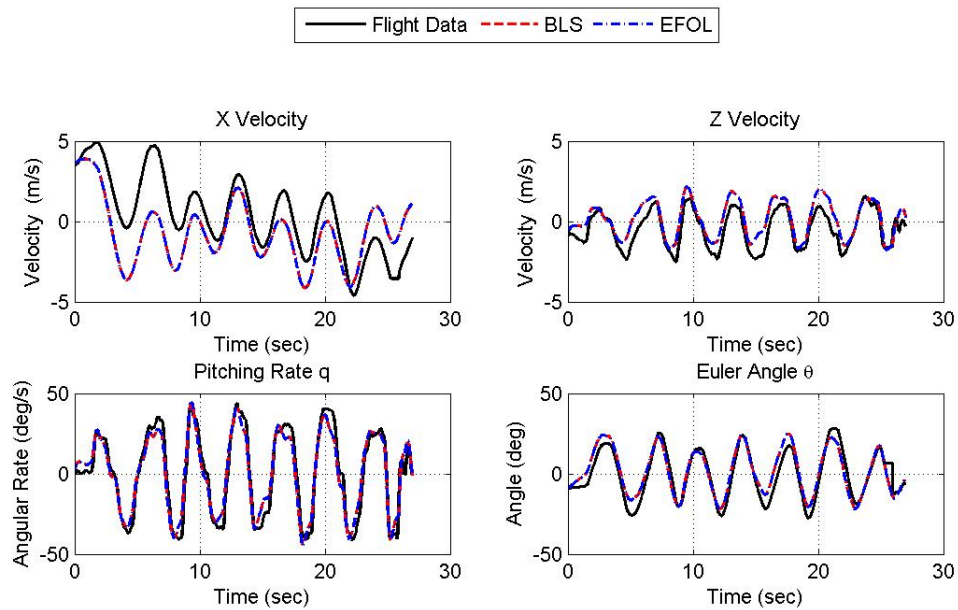 Flight Data BLS EFOL
X Velocity
5
0
-5
Velocity (m/s)
0 10 20 30
Time (sec)
Z Velocity
5
0
-5
Velocity (m/s)
0 10 20 30
Time (sec)
Pitching Rate q
50
0
-50
Angular Rate (deg/s)
0 10 20 30
Time (sec)
Euler Angle θ
50
0
-50
Angle (deg)
0 10 20 30
Time (sec)